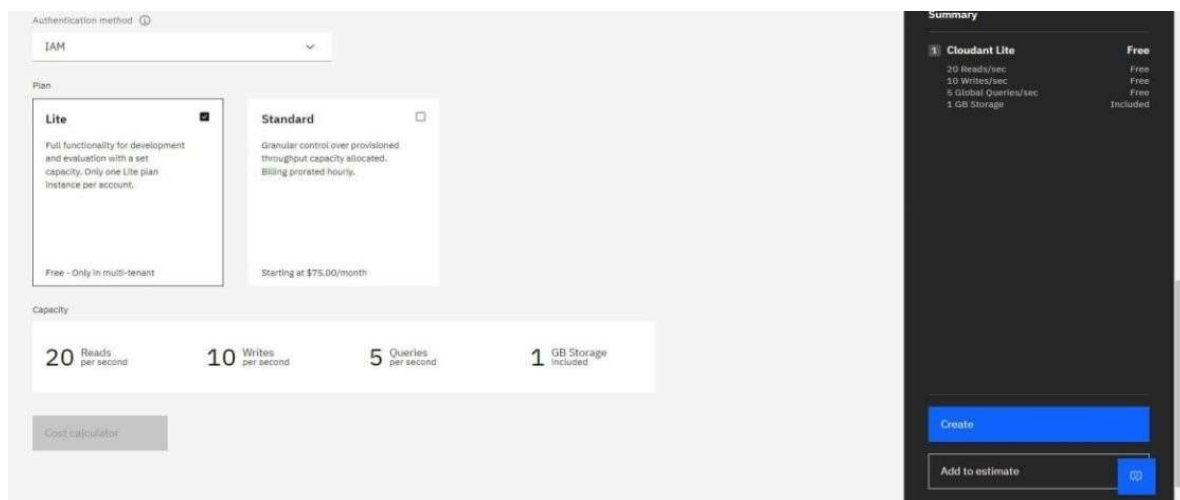 Authentication method
IAM
Plan
Lite
Full functionality for development
and evaluation with a set
capacity. Only one Lite plan
instance per account.
Free - Only in multi-tenant
Standard
Granular control over provisioned
throughput capacity allocated.
Billing prorated hourly.
Starting at $75.00/month
Capacity
20 Reads per second
10 Writes per second
5 Queries per second
1 GB Storage Included
Cost calculator
Summary
1 Cloudant Lite Free
20 Reads/sec Free
10 Writes/sec Free
5 Global Queries/sec Free
1 GB Storage Included
Create
Add to estimate